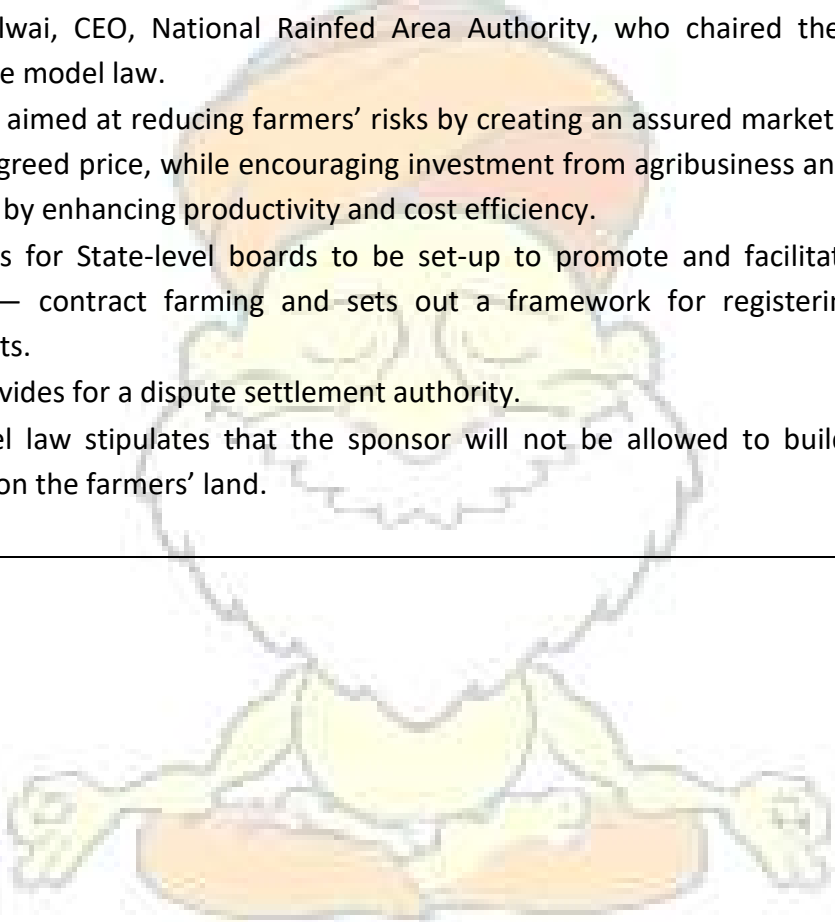 lwai, CEO, National Rainfed Area Authority, who chaired the
e model law.
aimed at reducing farmers’ risks by creating an assured market
greed price, while encouraging investment from agribusiness an
by enhancing productivity and cost efficiency.
s for State-level boards to be set-up to promote and facilitat
— contract farming and sets out a framework for registerin
ts.
vides for a dispute settlement authority.
el law stipulates that the sponsor will not be allowed to build
on the farmers’ land.